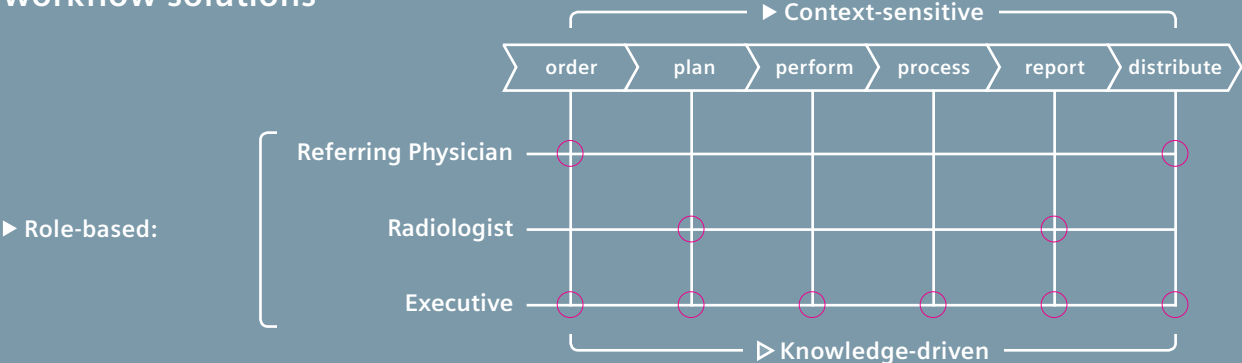 workflow solutions
Context-sensitive
order plan perform process report distribute
Referring Physician
Role-based:
Radiologist
Executive
Knowledge-driven